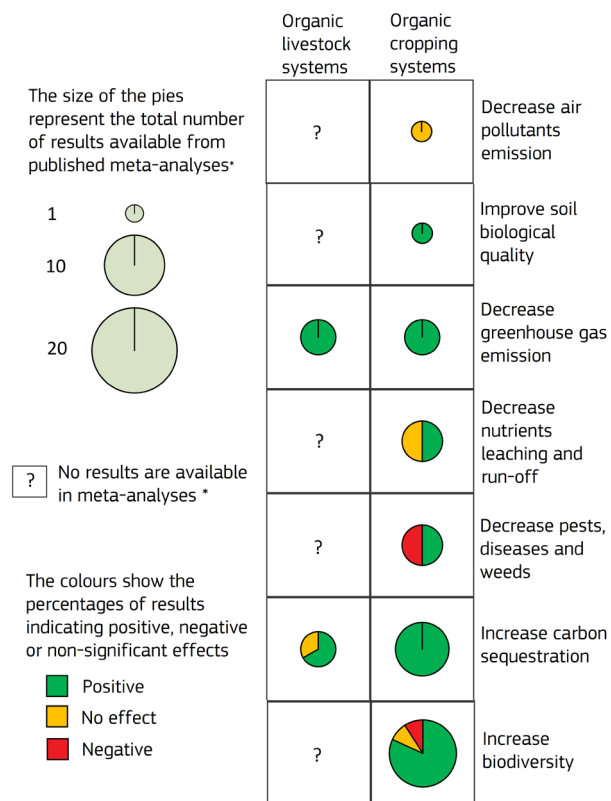 Organic
livestock
systems
Organic
cropping
systems
The size of the pies
represent the total number
of results available from
published meta-analyses*
1
10
20
?
No results are available
in meta-analyses *
The colours show the
percentages of results
indicating positive, negative
or non-significant effects
Positive
No effect
Negative
?
Decrease air
pollutants
emission
?
Improve soil
biological
quality
Decrease
greenhouse gas
emission
?
Decrease
nutrients
leaching and
run-off
?
Decrease pests,
diseases and
weeds
Increase carbon
sequestration
?
Increase
biodiversity